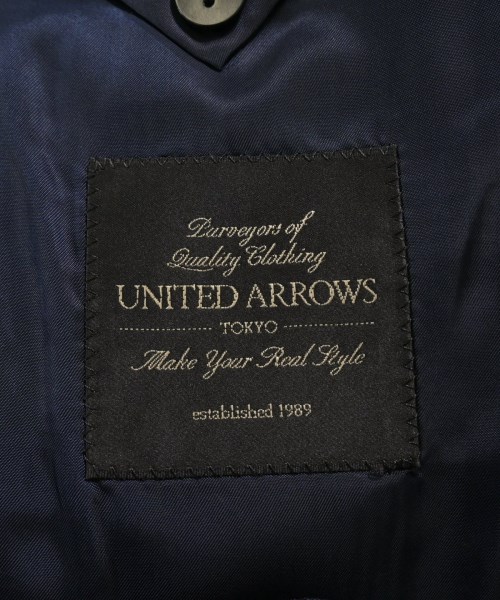 Purveyors of
Quality Clothing
UNITED ARROWS
TOKYO
Make Your Real Style
established 1989